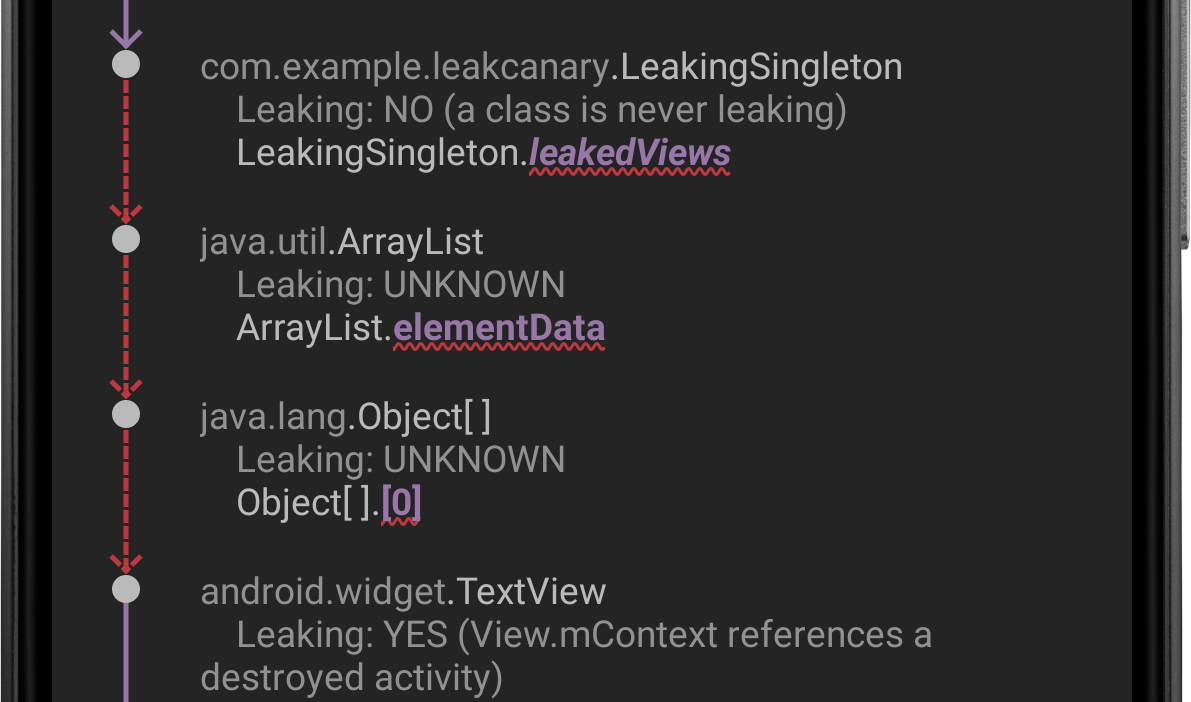 com.example.leakcanary.LeakingSingleton
Leaking: NO (a class is never leaking)
LeakingSingleton.leakedViews
java.util.ArrayList
Leaking: UNKNOWN
ArrayList.elementData
java.lang.Object[]
Leaking: UNKNOWN
Object[].[0]
android.widget.TextView
Leaking: YES (View.mContext references a
destroyed activity)